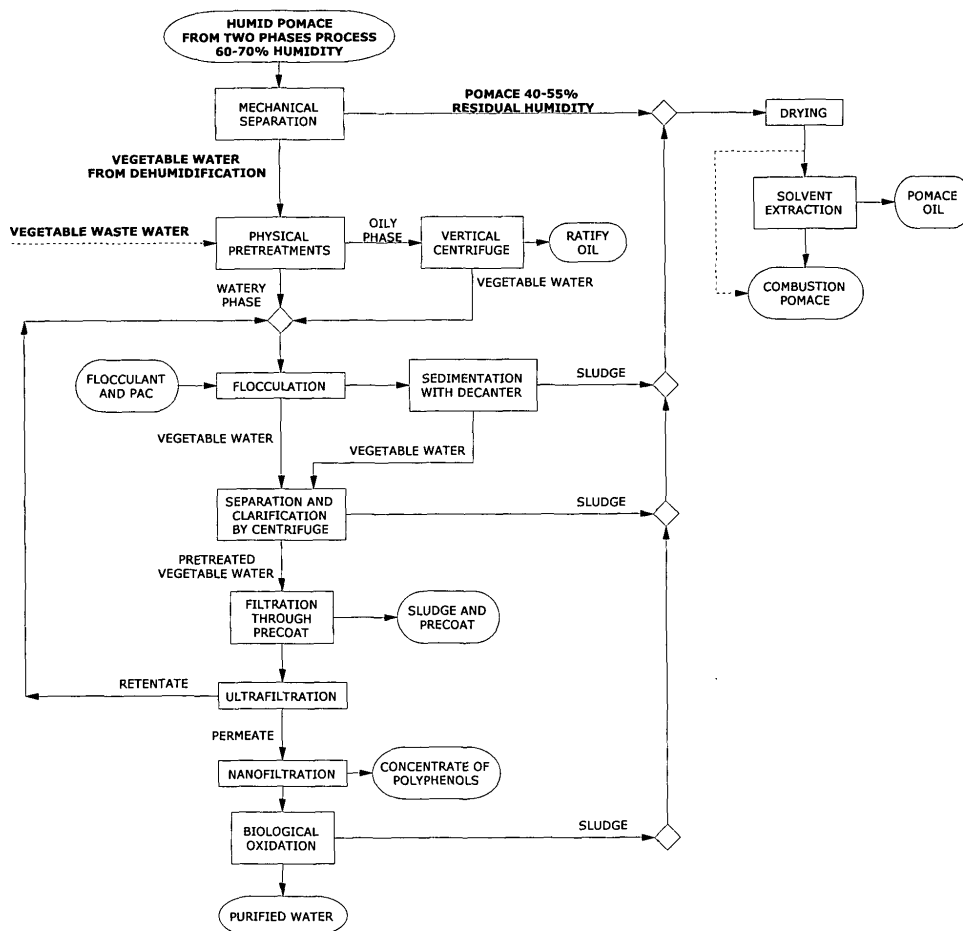 HUMID POMACE
FROM TWO PHASES PROCESS
60-70% HUMIDITY
MECHANICAL
SEPARATION
POMACE 40-55%
RESIDUAL HUMIDITY
DRYING
VEGETABLE WATER
FROM DEHUMIDIFICATION
SOLVENT
EXTRACTION
POMACE
OIL
VEGETABLE WASTE WATER
PHYSICAL
PRETREATMENTS
OILY
PHASE
VERTICAL
CENTRIFUGE
RATIFY
OIL
COMBUSTION
POMACE
WATERY
PHASE
VEGETABLE WATER
FLOCCULANT
AND PAC
FLOCCULATION
SEDIMENTATION
WITH DECANTER
SLUDGE
VEGETABLE WATER
VEGETABLE WATER
SEPARATION AND
CLARIFICATION
BY CENTRIFUGE
SLUDGE
PRETREATED
VEGETABLE WATER
FILTRATION
THROUGH
PRECOAT
SLUDGE AND
PRECOAT
RETENTATE
ULTRAFILTRATION
PERMEATE
NANOFILTRATION
CONCENTRATE OF
POLYPHENOLS
BIOLOGICAL
OXIDATION
SLUDGE
PURIFIED WATER